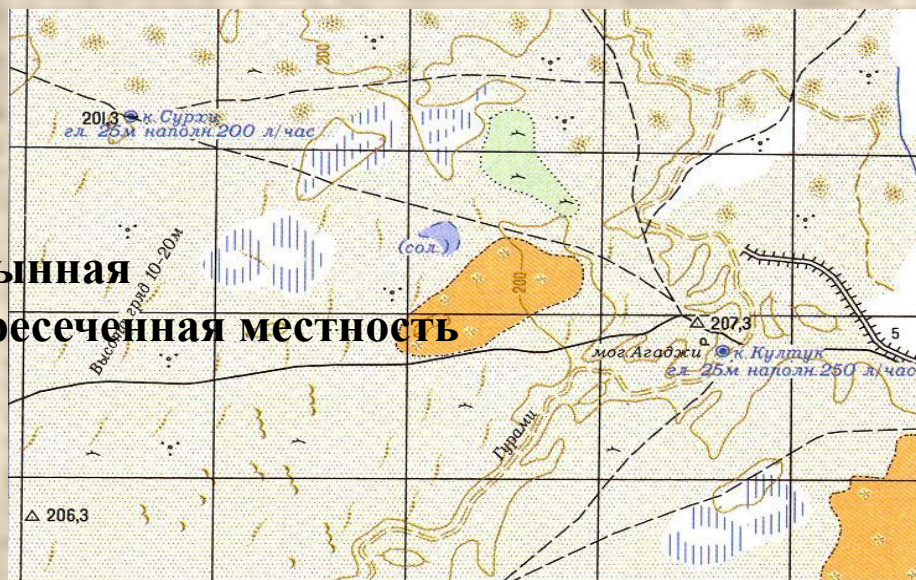 200
201,3 к.Сурхи
гл. 25м наполн.200 л/час
Высота гряд 10-20м
(сол.)
200
ынная
ресеченная местность
207,3
5
мог.Агаджи
Р
к.Култук
гл. 25м наполн.250 л/час
Гурами
206,3